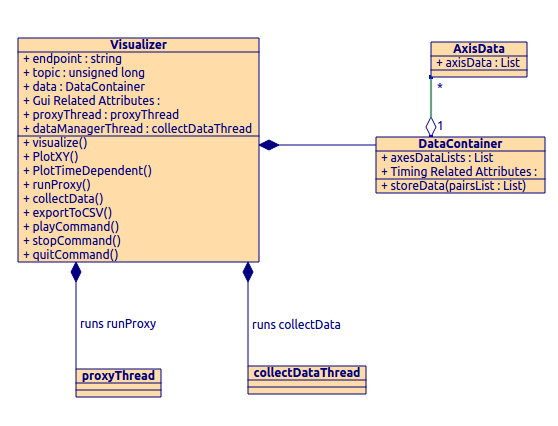 Visualizer
+ endpoint : string
+ topic : unsigned long
+ data : DataContainer
+ Gui Related Attributes :
+ proxyThread : proxyThread
+ dataManagerThread : collectDataThread
+ visualize()
+ PlotXY()
+ PlotTimeDependent()
+ runProxy()
+ collectData()
+ exportToCSV()
+ playCommand()
+ stopCommand()
+ quitCommand()
AxisData
+ axisData : List
*
1
DataContainer
+ axesDataLists : List
+ Timing Related Attributes :
+ storeData(pairsList : List)
runs runProxy
runs collectData
proxyThread
collectDataThread